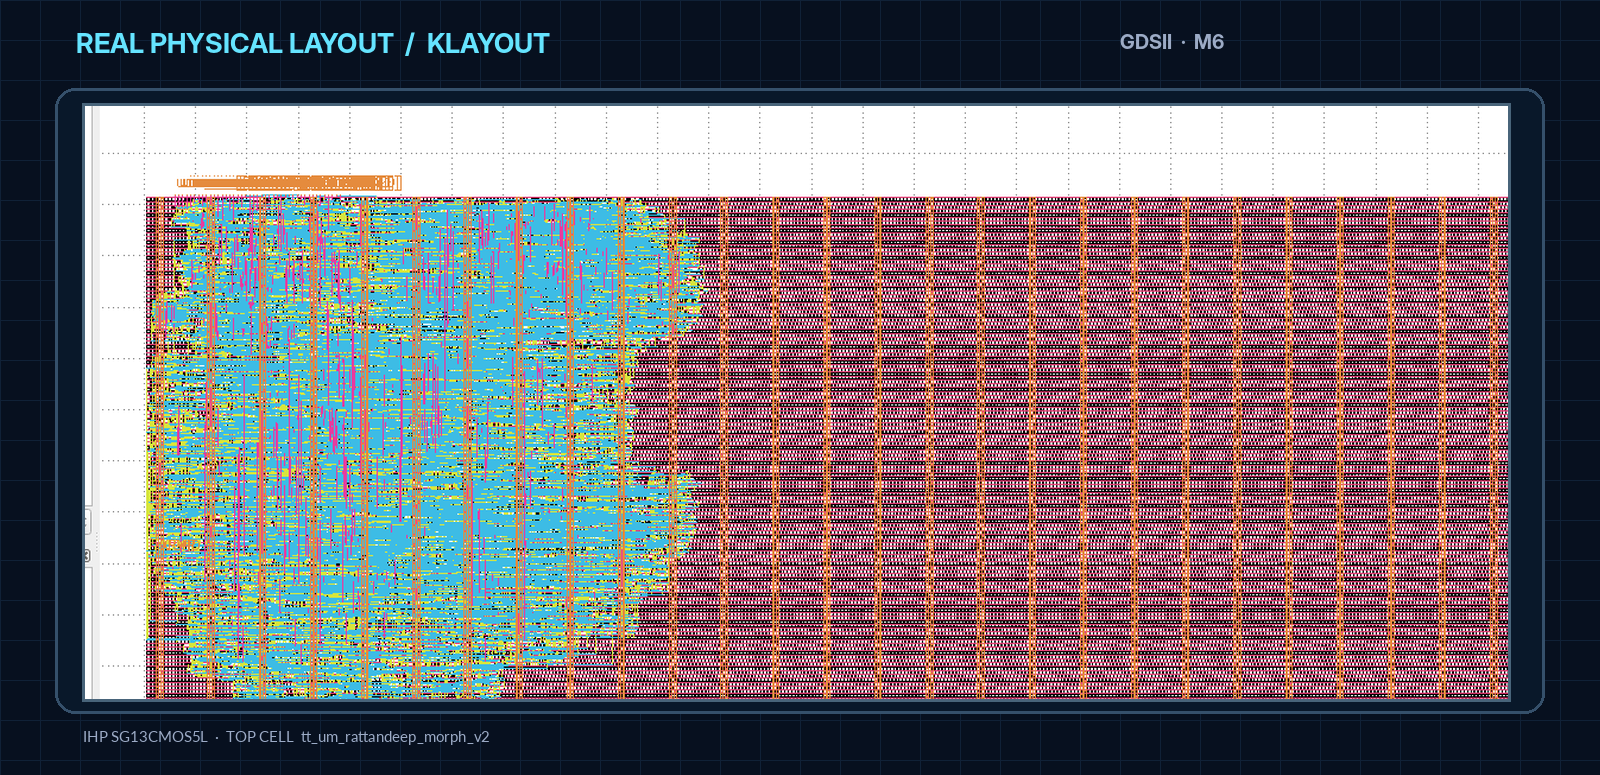 REAL PHYSICAL LAYOUT / KLAYOUT
GDSII · M6
IHP SG13CMOS5L · TOP CELL tt_um_rattandeep_morph_v2